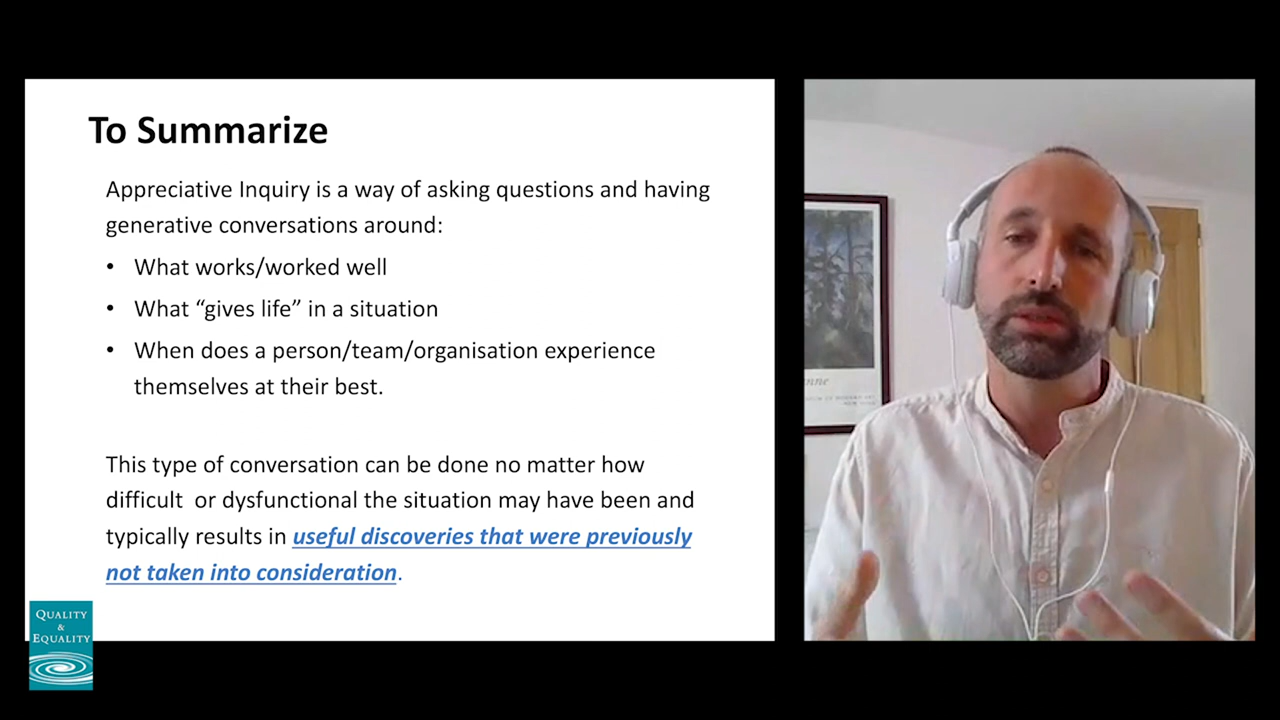 To Summarize
Appreciative Inquiry is a way of asking questions and having
generative conversations around:
• What works/worked well
• What “gives life” in a situation
• When does a person/team/organisation experience
themselves at their best.
This type of conversation can be done no matter how
difficult  or dysfunctional the situation may have been and
typically results in useful discoveries that were previously
not taken into consideration.
QUALITY
&
EQUALITY
NEW YORK